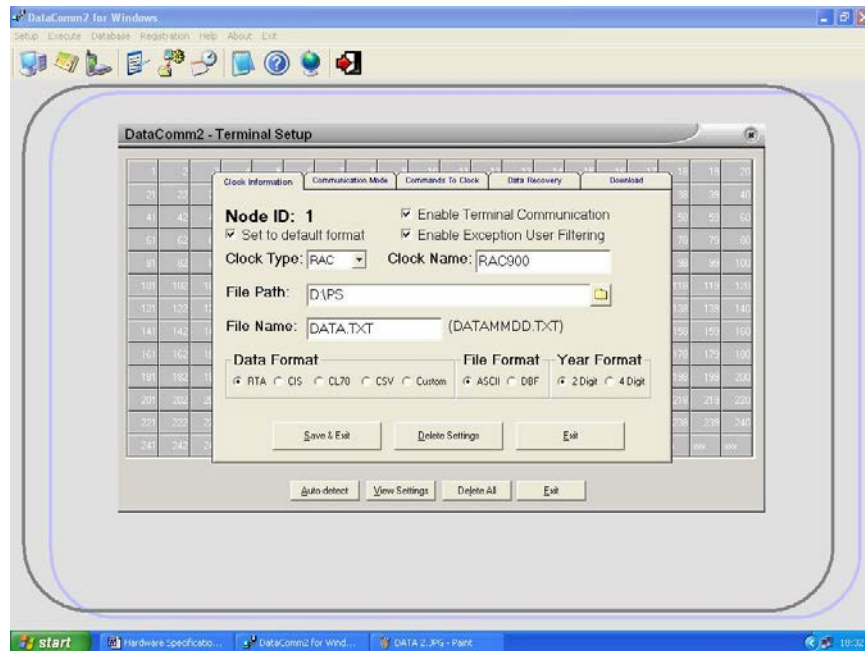 DataComm2 for Windows
Setup Execute Database Registration Help About Exit
DataComm2 - Terminal Setup
Clock Information Communication Mode Commands To Clock Data Recovery Download
Node ID: 1 Enable Terminal Communication
Set to default format Enable Exception User Filtering
Clock Type: RAC Clock Name: RAC900
File Path: D:\PS
File Name: DATA.TXT (DATAMMDD.TXT)
Data Format File Format Year Format
RTA CIS CL70 CSV Custom ASCII DBF 2 Digit 4 Digit
Save & Exit Delete Settings Exit
Auto detect View Settings Delete All Exit
start Hardware Specificatio... DataComm2 for Wind... DATA 2.JPG - Paint 18:32